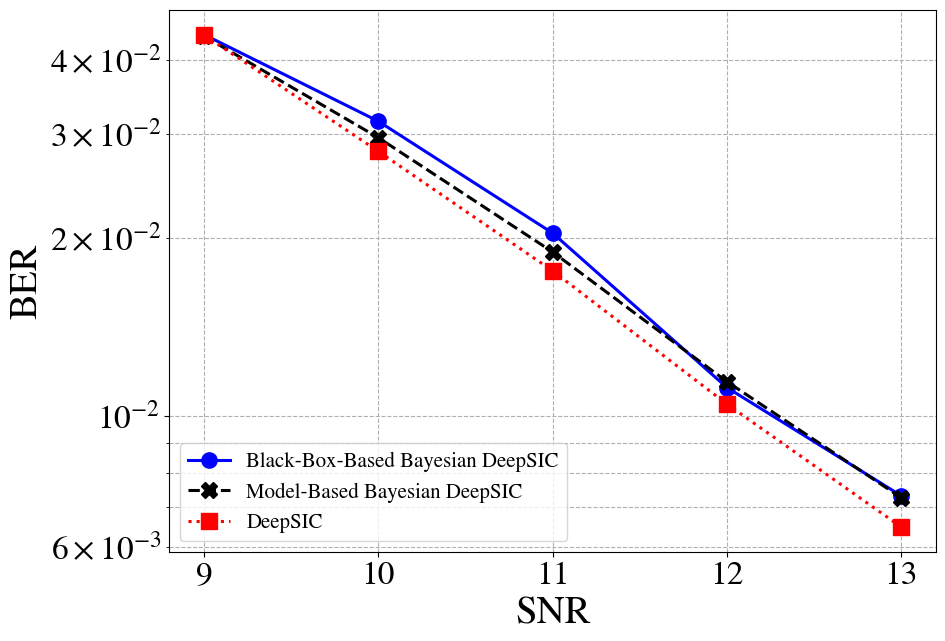 BER
4×10⁻²
3×10⁻²
2×10⁻²
10⁻²
6×10⁻³
Black-Box-Based Bayesian DeepSIC
Model-Based Bayesian DeepSIC
DeepSIC
9 10 11 12 13
SNR